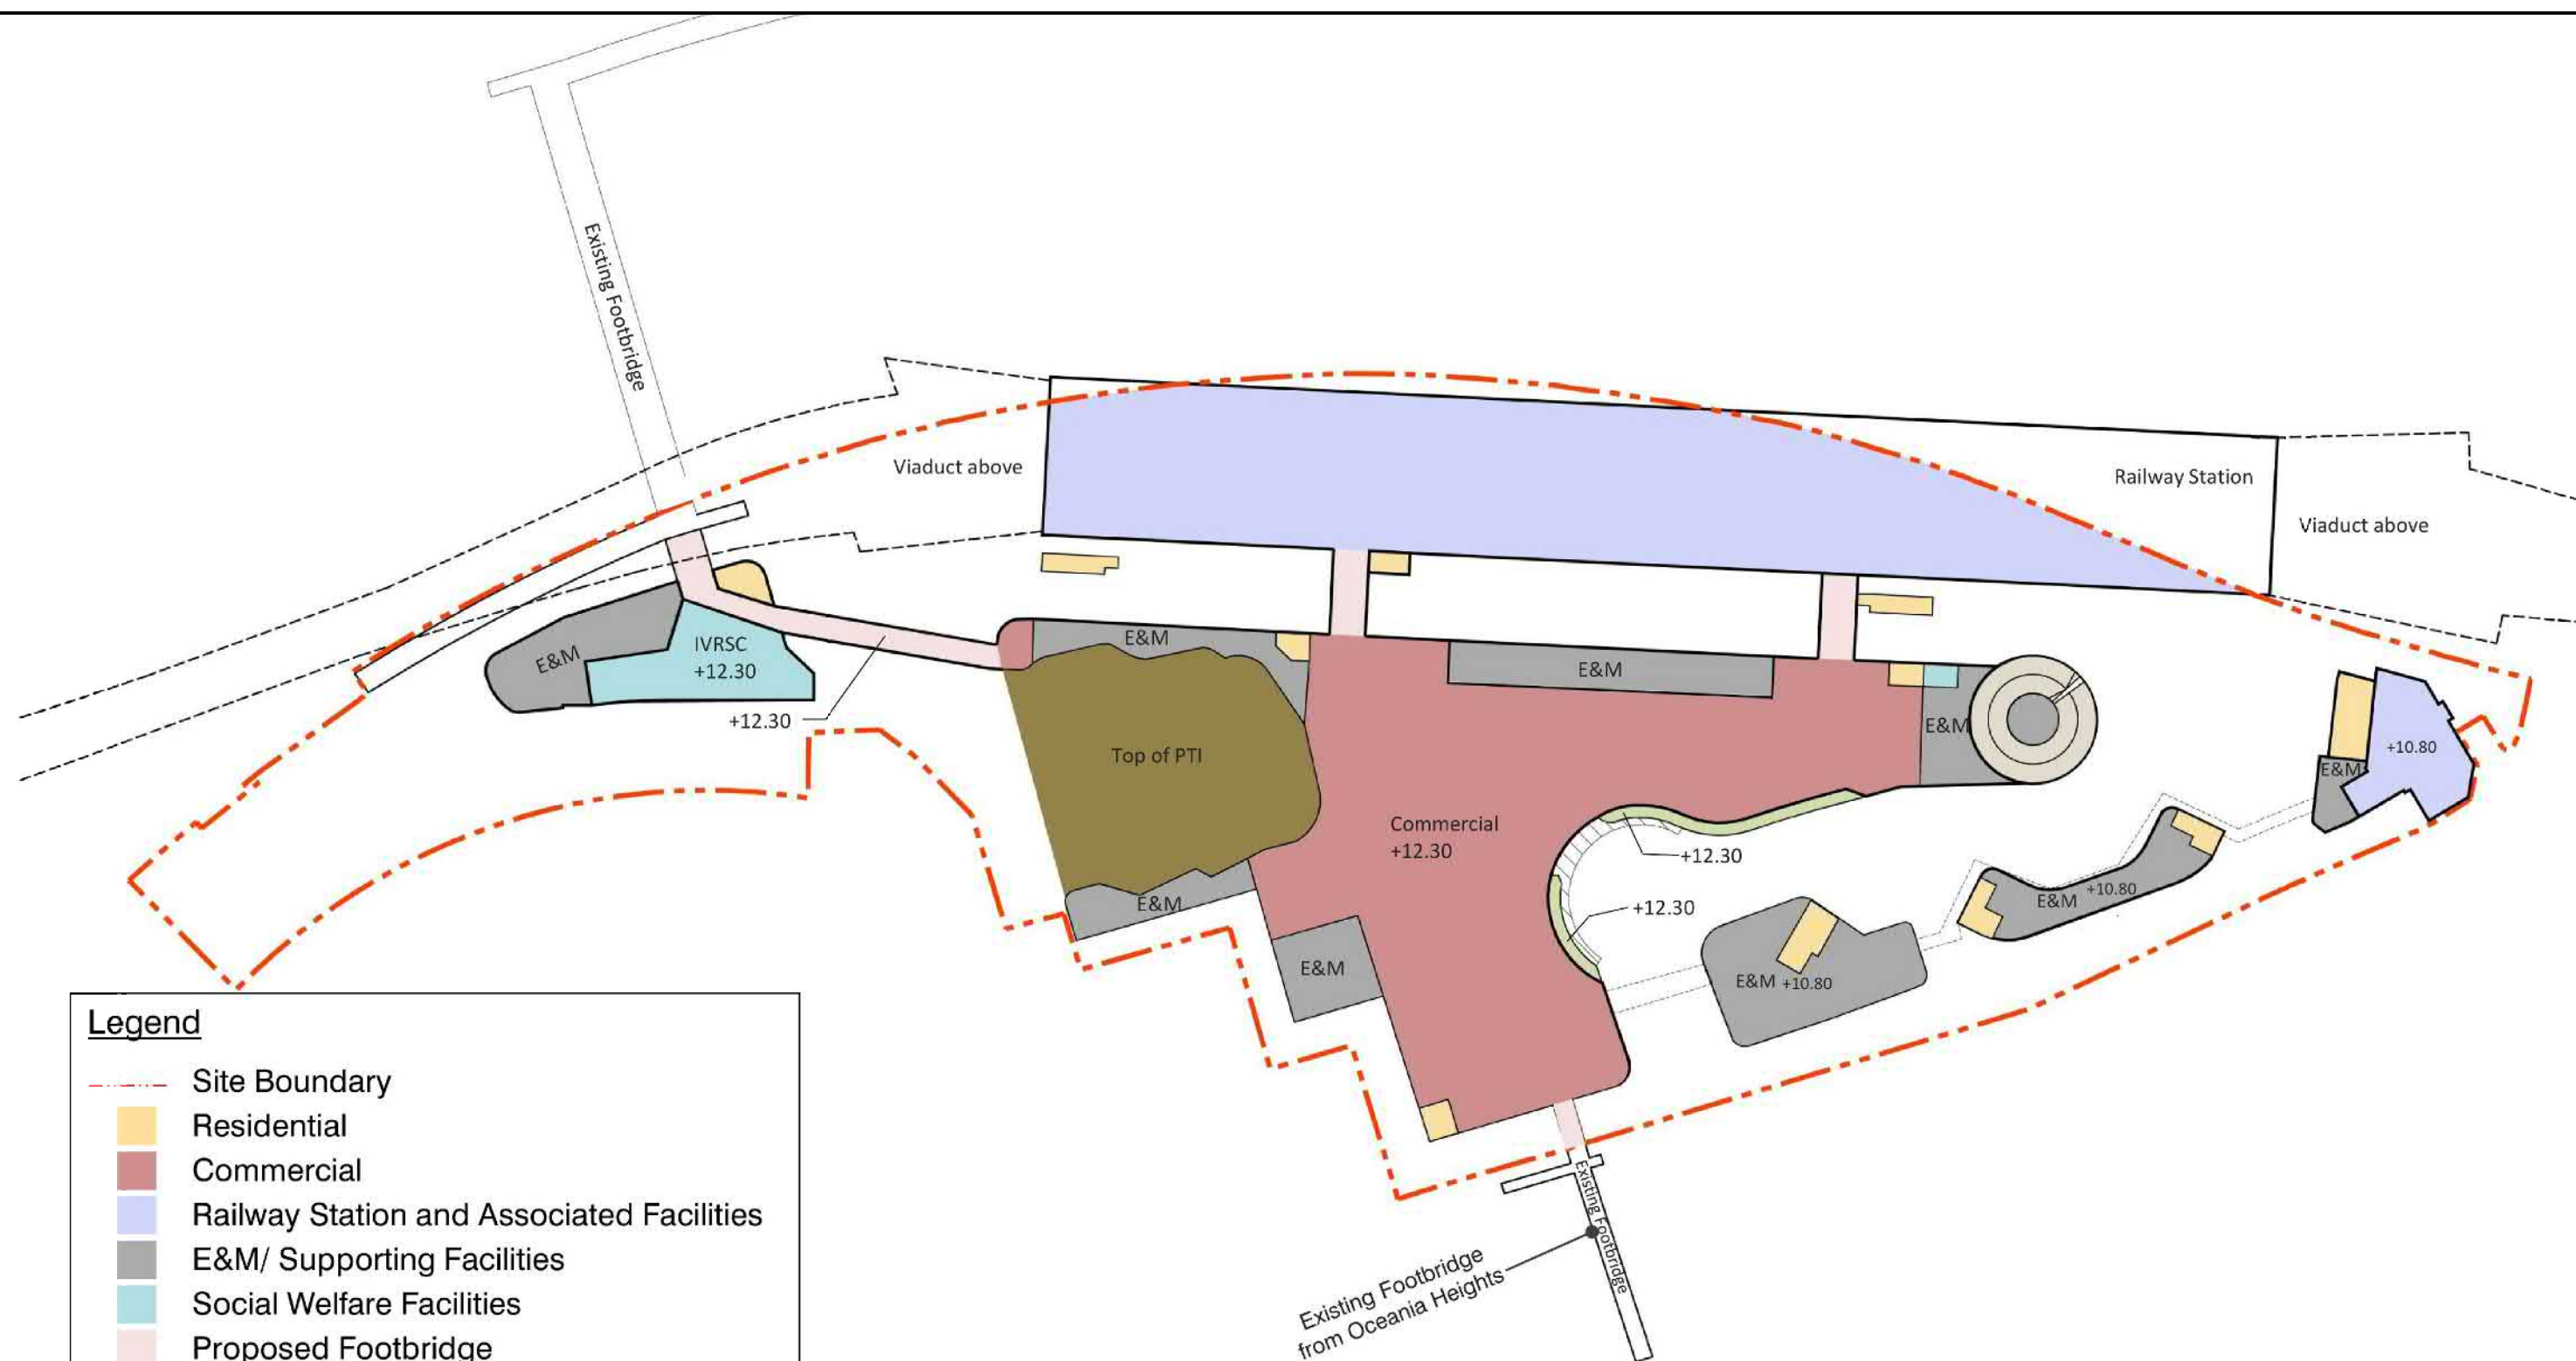 Existing Footbridge
Viaduct above
Railway Station
Viaduct above
E&M
IVRSC
+12.30
+12.30
E&M
E&M
E&M
E&M
+10.80
Top of PTI
Commercial
+12.30
+12.30
+12.30
E&M
E&M
E&M +10.80
E&M +10.80
Existing Footbridge
Existing Footbridge
from Oceania Heights
Legend
Site Boundary
Residential
Commercial
Railway Station and Associated Facilities
E&M/ Supporting Facilities
Social Welfare Facilities
Proposed Footbridge